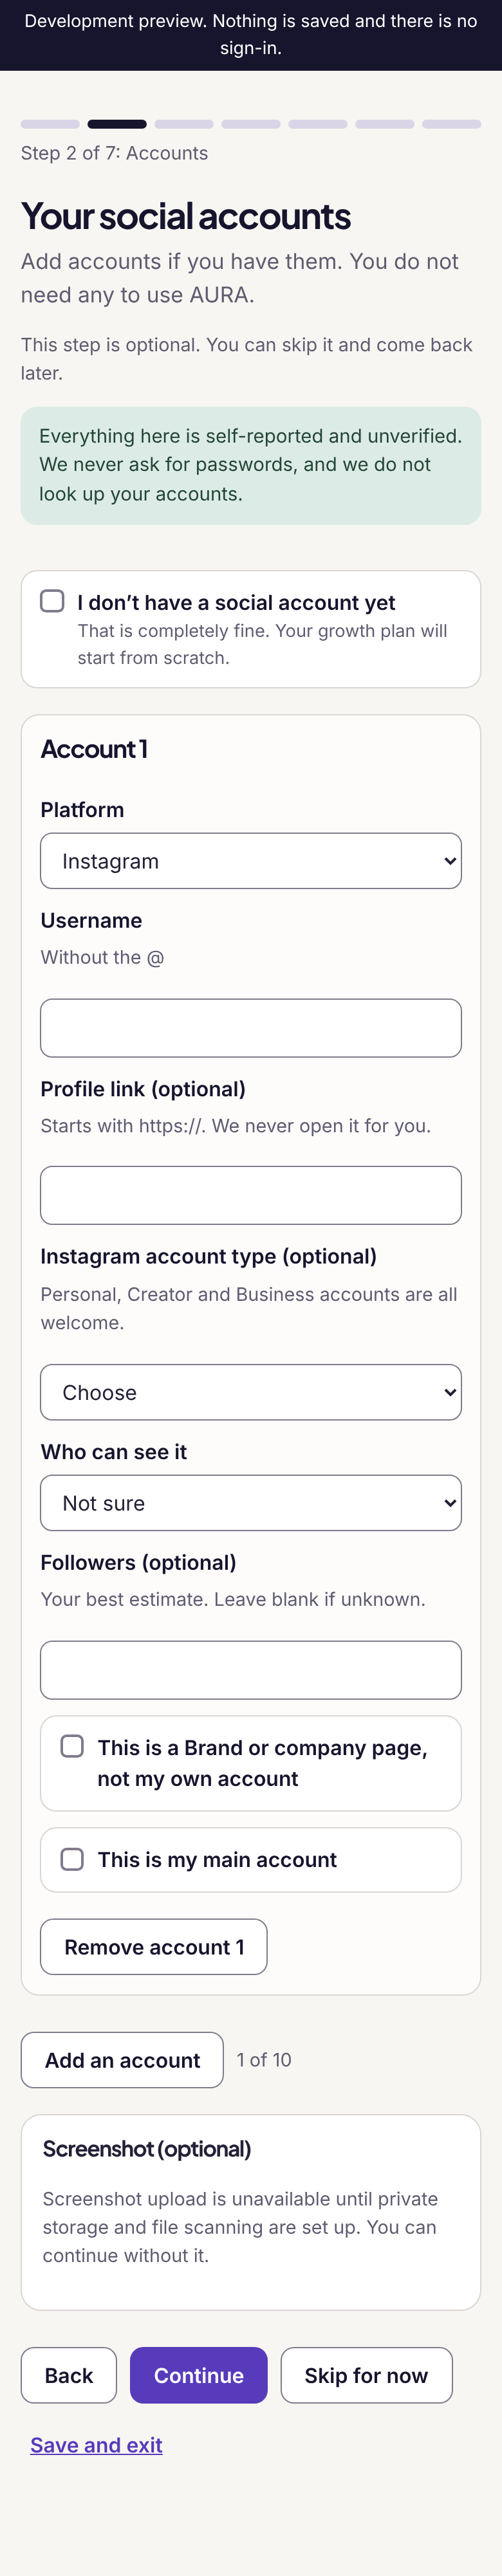 Development preview. Nothing is saved and there is no
sign-in.
Step 2 of 7: Accounts
Your social accounts
Add accounts if you have them. You do not
need any to use AURA.
This step is optional. You can skip it and come back
later.
Everything here is self-reported and unverified.
We never ask for passwords, and we do not
look up your accounts.
I don’t have a social account yet
That is completely fine. Your growth plan will
start from scratch.
Account 1
Platform
Instagram
Username
Without the @
Profile link (optional)
Starts with https://. We never open it for you.
Instagram account type (optional)
Personal, Creator and Business accounts are all
welcome.
Choose
Who can see it
Not sure
Followers (optional)
Your best estimate. Leave blank if unknown.
This is a Brand or company page,
not my own account
This is my main account
Remove account 1
Add an account 1 of 10
Screenshot (optional)
Screenshot upload is unavailable until private
storage and file scanning are set up. You can
continue without it.
Back Continue Skip for now
Save and exit